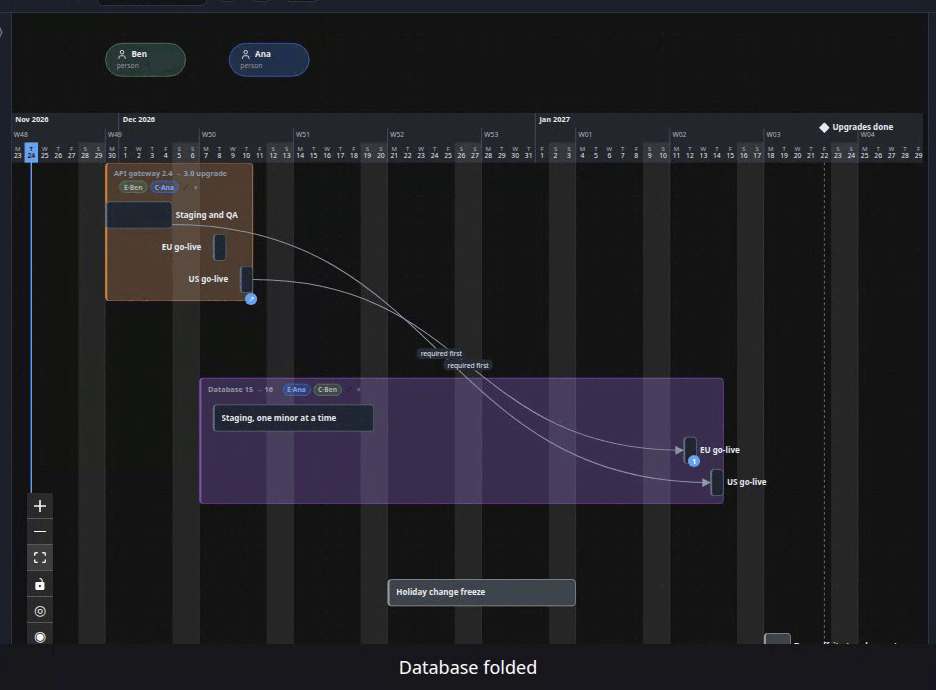 Ben
person
Ana
person
Nov 2026
Dec 2026
Jan 2027
W48 W49 W50 W51 W52 W53 W01 W02 W03 W04
Upgrades done
M T W T F S S M T W T F S S M T W T F S S M T W T F S S M T W T F S S M T W T F S S M T W T F S S M T W T F S S M T W T F S S M T W T F
23 24 25 26 27 28 29 30 1 2 3 4 5 6 7 8 9 10 11 12 13 14 15 16 17 18 19 20 21 22 23 24 25 26 27 28 29 30 31 1 2 3 4 5 6 7 8 9 10 11 12 13 14 15 16 17 18 19 20 21 22 23 24 25 26 27 28 29
API gateway 2.4 → 3.0 upgrade
E·Ben C·Ana
Staging and QA
EU go-live
US go-live
required first
required first
Database 15 → 16 E·Ana C·Ben
Staging, one minor at a time
EU go-live
1
US go-live
Holiday change freeze
Database folded